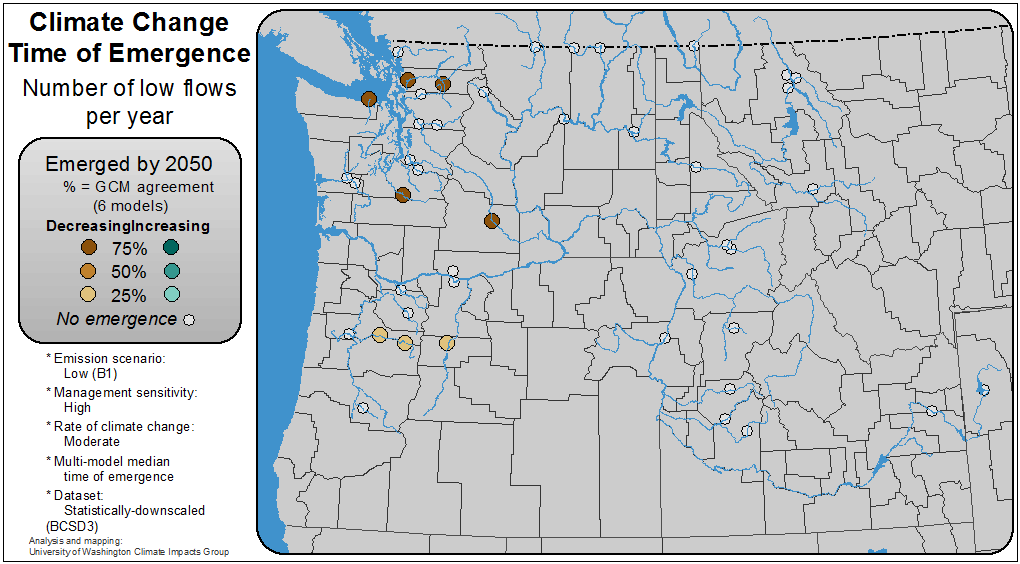 Climate Change
Time of Emergence
Number of low flows
per year
Emerged by 2050
% = GCM agreement
(6 models)
DecreasingIncreasing
75%
50%
25%
No emergence
* Emission scenario:
Low (B1)
* Management sensitivity:
High
* Rate of climate change:
Moderate
* Multi-model median
time of emergence
* Dataset:
Statistically-downscaled
(BCSD3)
Analysis and mapping:
University of Washington Climate Impacts Group